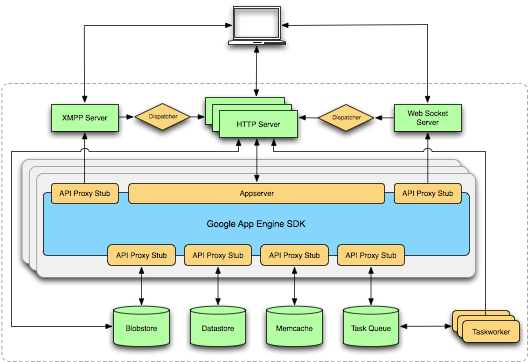 XMPP Server
Dispatcher
HTTP Server
Dispatcher
Web Socket
Server
API Proxy Stub
Appserver
API Proxy Stub
Google App Engine SDK
API Proxy Stub
API Proxy Stub
API Proxy Stub
API Proxy Stub
Blobstore
Datastore
Memcache
Task Queue
Taskworker